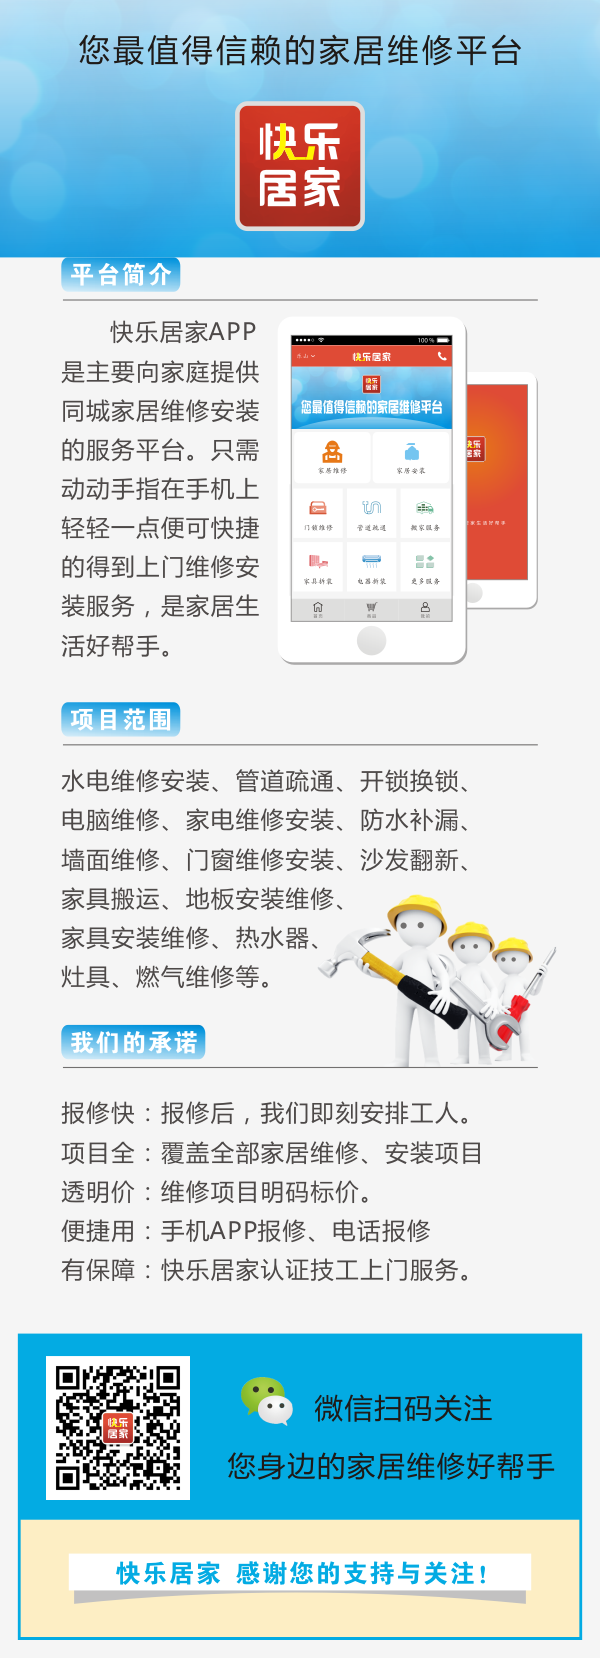 您最值得信赖的家居维修平台
快乐
居家
平台简介
快乐居家APP
是主要向家庭提供
同城家居维修安装
的服务平台。只需
动动手指在手机上
轻轻一点便可快捷
的得到上门维修安
装服务，是家居生
活好帮手。
100%
乐山
快乐居家
快乐
居家
您最值得信赖的家居维修平台
家居维修
家居安装
门锁维修
管道疏通
搬家服务
家具拆装
电器拆装
更多服务
首页
快乐
居家
家生活好帮手
项目范围
水电维修安装、管道疏通、开锁换锁、
电脑维修、家电维修安装、防水补漏、
墙面维修、门窗维修安装、沙发翻新、
家具搬运、地板安装维修、
家具安装维修、热水器、
灶具、燃气维修等。
我们的承诺
报修快：报修后，我们即刻安排工人。
项目全：覆盖全部家居维修、安装项目
透明价：维修项目明码标价。
便捷用：手机APP报修、电话报修
有保障：快乐居家认证技工上门服务。
快乐
居家
微信扫码关注
您身边的家居维修好帮手
快乐居家 感谢您的支持与关注!